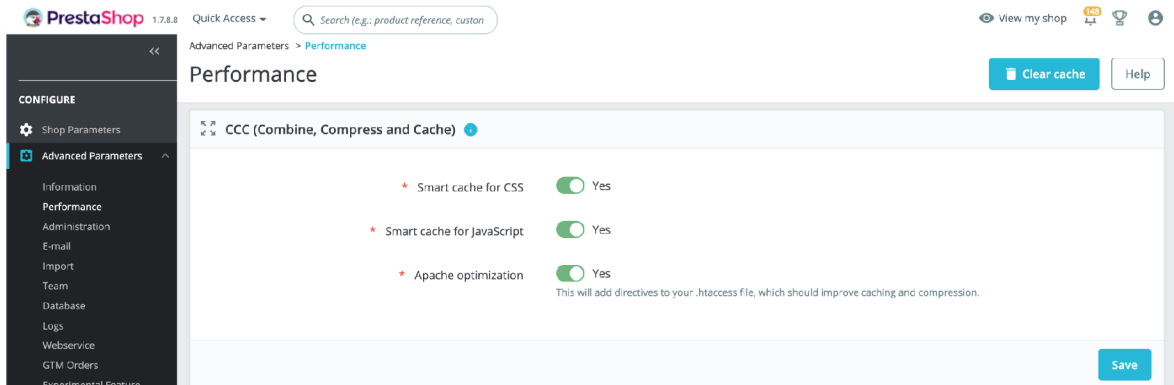 PrestaShop 1.7.8.8 Quick Access Search (e.g.: product reference, custon View my shop 148
Advanced Parameters > Performance
Performance
Clear cache Help
CONFIGURE
Shop Parameters
Advanced Parameters
Information
Performance
Administration
E-mail
Import
Team
Database
Logs
Webservice
GTM Orders
Experimental Feature
CCC (Combine, Compress and Cache)
* Smart cache for CSS Yes
* Smart cache for JavaScript Yes
* Apache optimization Yes
This will add directives to your .htaccess file, which should improve caching and compression.
Save